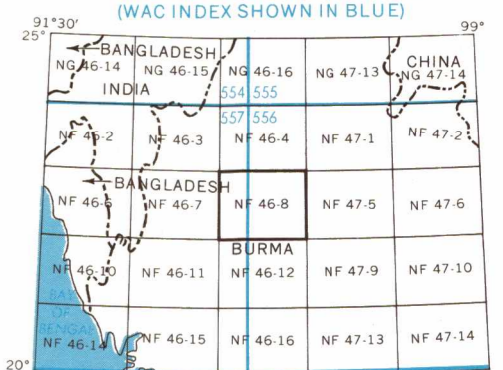 (WAC INDEX SHOWN IN BLUE)
91°30' 99°
25°
BANGLADESH CHINA
NG 46-14 NG 46-15 NG 46-16 NG 47-13 NG 47-14
INDIA 554 555
557 556
NF 46-2 NF 46-3 NF 46-4 NF 47-1 NF 47-2
BANGLADESH
NF 46-6 NF 46-7 NF 46-8 NF 47-5 NF 47-6
BURMA
NF 46-10 NF 46-11 NF 46-12 NF 47-9 NF 47-10
BAY
OF
BENGAL
NF 46-14 NF 46-15 NF 46-16 NF 47-13 NF 47-14
20°